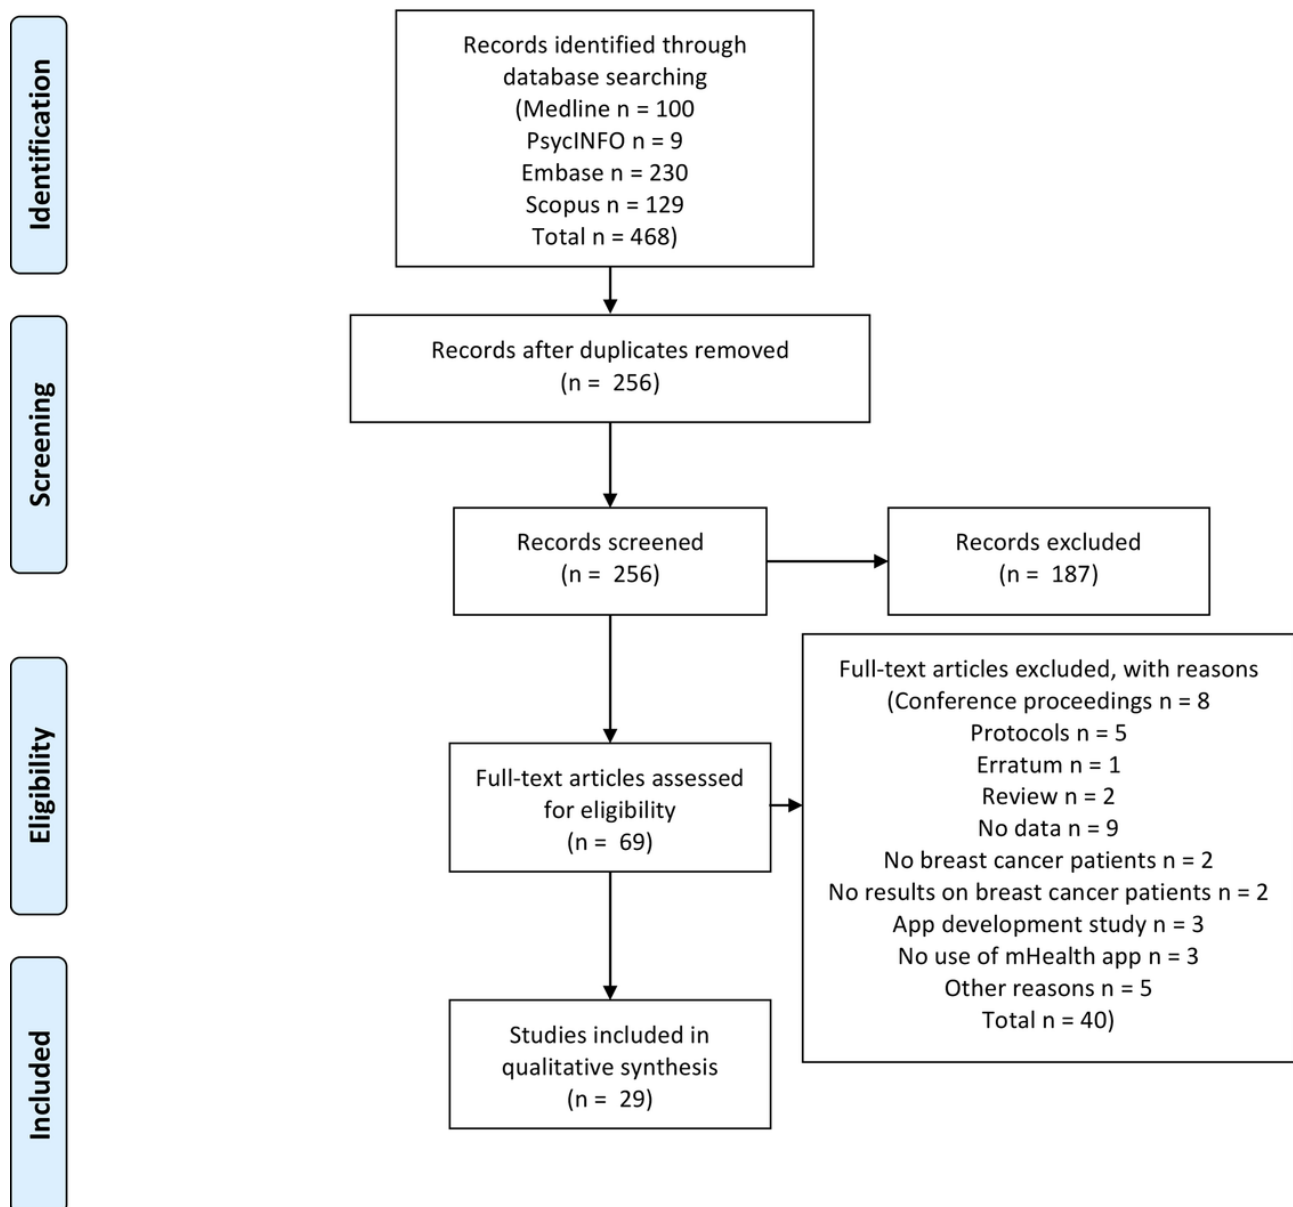 Identification
Records identified through
database searching
(Medline n = 100
PsycINFO n = 9
Embase n = 230
Scopus n = 129
Total n = 468)
Screening
Records after duplicates removed
(n =  256)
Records screened
(n =  256)
Records excluded
(n =  187)
Eligibility
Full-text articles assessed
for eligibility
(n =  69)
Full-text articles excluded, with reasons
(Conference proceedings n = 8
Protocols n = 5
Erratum n = 1
Review n = 2
No data n = 9
No breast cancer patients n = 2
No results on breast cancer patients n = 2
App development study n = 3
No use of mHealth app n = 3
Other reasons n = 5
Total n = 40)
Included
Studies included in
qualitative synthesis
(n =  29)